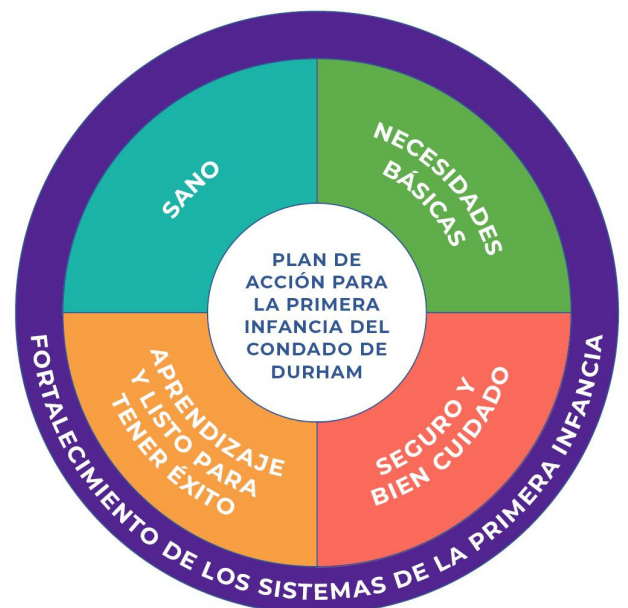 SANO
NECESIDADES
BÁSICAS
PLAN DE
ACCIÓN PARA
LA PRIMERA
INFANCIA DEL
CONDADO DE
DURHAM
APRENDIZAJE
Y LISTO PARA
TENER ÉXITO
SEGURO Y
BIEN CUIDADO
FORTALECIMIENTO DE LOS SISTEMAS DE LA PRIMERA INFANCIA